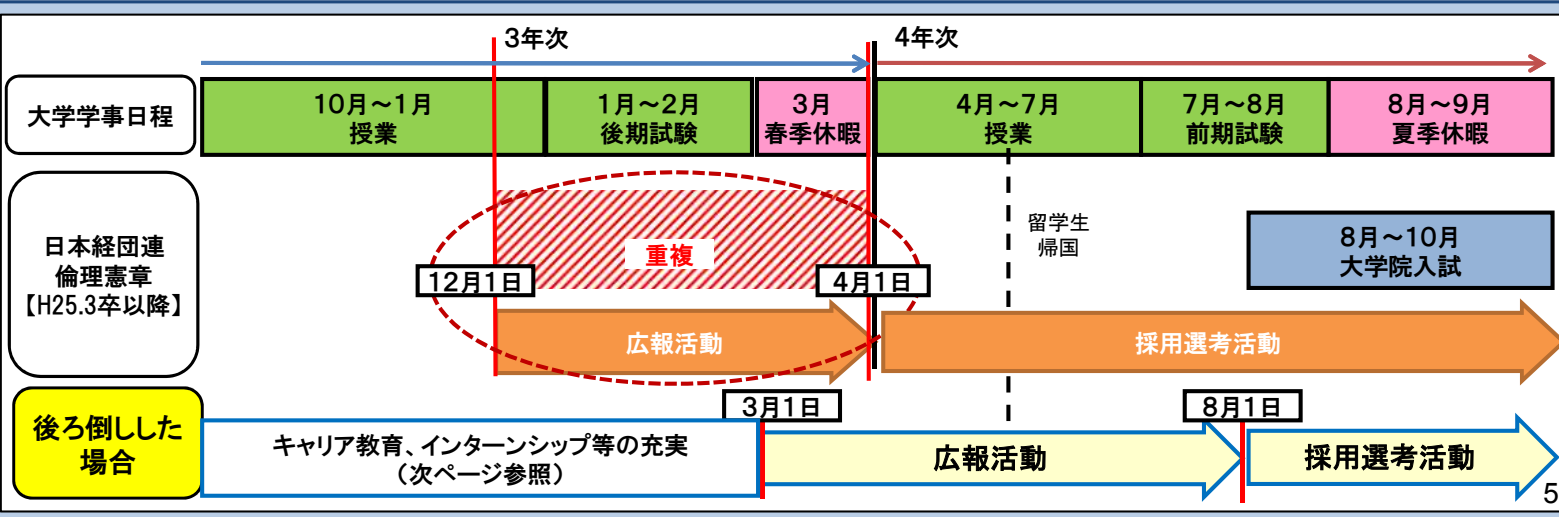 3年次
4年次
大学学事日程
10月～1月
授業
1月～2月
後期試験
3月
春季休暇
4月～7月
授業
7月～8月
前期試験
8月～9月
夏季休暇
日本経団連
倫理憲章
【H25.3卒以降】
重複
12月1日
4月1日
留学生
帰国
8月～10月
大学院入試
広報活動
採用選考活動
後ろ倒しした
場合
3月1日
8月1日
キャリア教育、インターンシップ等の充実
（次ページ参照）
広報活動
採用選考活動
5